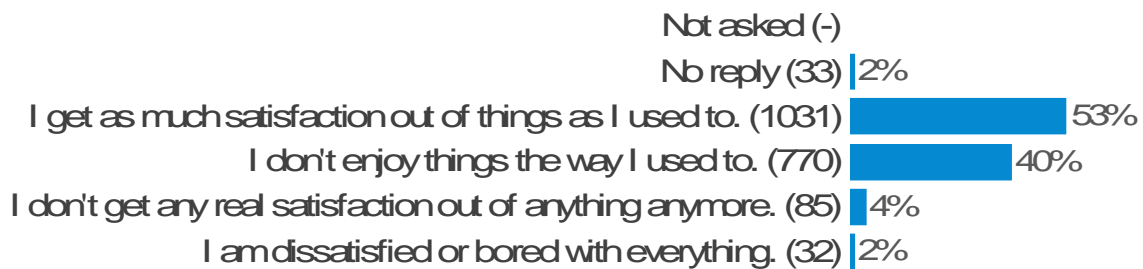 Not asked (-)
No reply (33) 2%
I get as much satisfaction out of things as I used to. (1031) 53%
I don't enjoy things the way I used to. (770) 40%
I don't get any real satisfaction out of anything anymore. (85) 4%
I am dissatisfied or bored with everything. (32) 2%